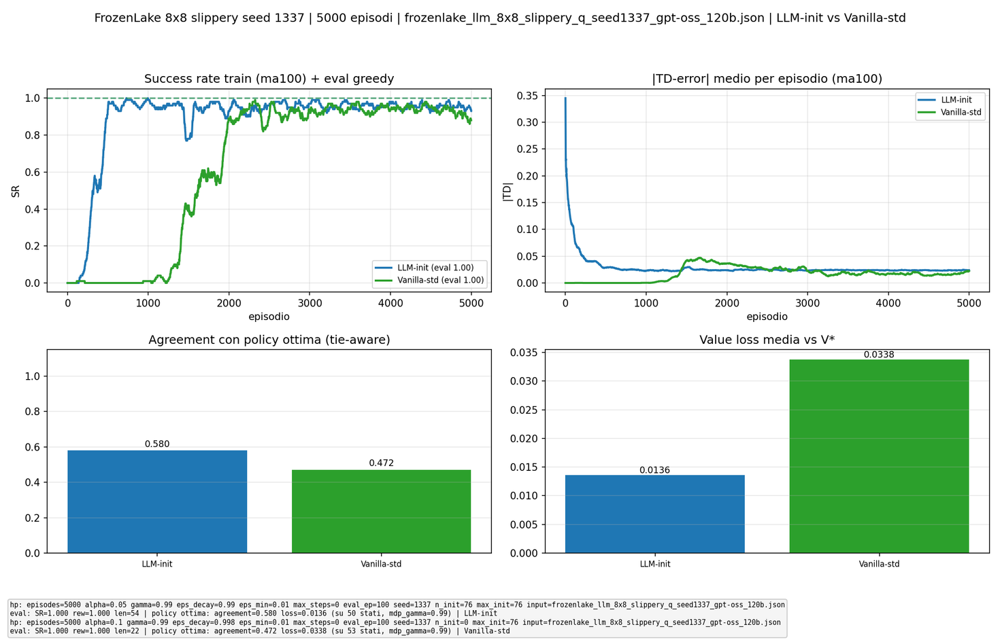 FrozenLake 8x8 slippery seed 1337 | 5000 episodi | frozenlake_llm_8x8_slippery_q_seed1337_gpt-oss_120b.json | LLM-init vs Vanilla-std
Success rate train (ma100) + eval greedy
SR
1.0
0.8
0.6
0.4
0.2
0.0
LLM-init (eval 1.00)
Vanilla-std (eval 1.00)
0
1000
2000
3000
4000
5000
episodio
|TD-error| medio per episodio (ma100)
|TD|
0.35
0.30
0.25
0.20
0.15
0.10
0.05
0.00
LLM-init
Vanilla-std
0
1000
2000
3000
4000
5000
episodio
Agreement con policy ottima (tie-aware)
1.0
0.8
0.6
0.4
0.2
0.0
0.580
0.472
LLM-init
Vanilla-std
Value loss media vs V*
0.035
0.030
0.025
0.020
0.015
0.010
0.005
0.000
0.0136
0.0338
LLM-init
Vanilla-std
hp: episodes=5000 alpha=0.05 gamma=0.99 eps_decay=0.99 eps_min=0.01 max_steps=0 eval_ep=100 seed=1337 n_init=76 max_init=76 input=frozenlake_llm_8x8_slippery_q_seed1337_gpt-oss_120b.json
eval: SR=1.000 rew=1.000 len=54 | policy ottima: agreement=0.580 loss=0.0136 (su 50 stati, mdp_gamma=0.99) | LLM-init
hp: episodes=5000 alpha=0.1 gamma=0.99 eps_decay=0.998 eps_min=0.01 max_steps=0 eval_ep=100 seed=1337 n_init=0 max_init=76 input=frozenlake_llm_8x8_slippery_q_seed1337_gpt-oss_120b.json
eval: SR=1.000 rew=1.000 len=22 | policy ottima: agreement=0.472 loss=0.0338 (su 53 stati, mdp_gamma=0.99) | Vanilla-std